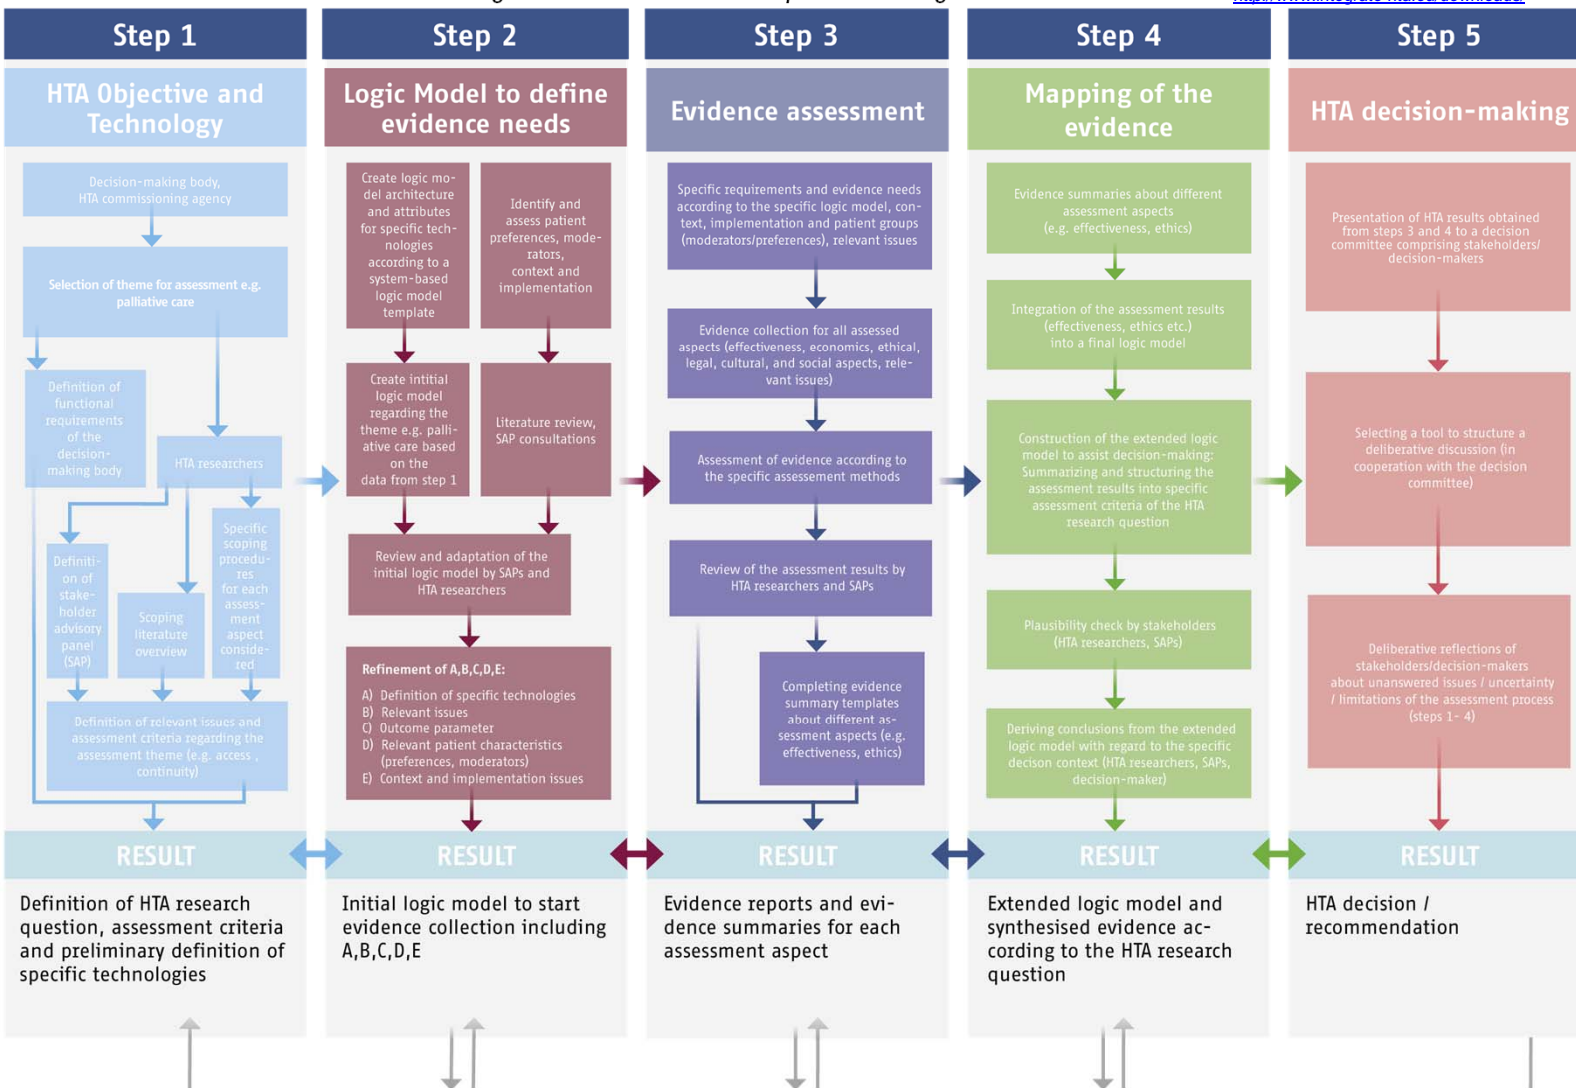 Step 1
HTA Objective and
Technology
Decision-making body,
HTA commissioning agency
Selection of theme for assessment e.g.
palliative care
Definition of
functional
requirements
of the
decision-
making body
HTA researchers
Definiti-
on of
stake-
holder
advisory
panel
(SAP)
Scoping
literature
overview
Specific
scoping
procedu-
res
for each
assess-
ment
aspect
conside-
red
Definition of relevant issues and
assessment criteria regarding the
assessment theme (e.g. access ,
continuity)
RESULT
Definition of HTA research
question, assessment criteria
and preliminary definition of
specific technologies
Step 2
Logic Model to define
evidence needs
Create logic mo-
del architecture
and attributes
for specific tech-
nologies
according to a
system-based
logic model
template
Identify and
assess patient
preferences, mode-
rators,
context and
implementation
Create intitial
logic model
regarding the
theme e.g. palli-
ative care based
on the
data from step 1
Literature review,
SAP consultations
Review and adaptation of the
initial logic model by SAPs and
HTA researchers
Refinement of A,B,C,D,E:
A) Definition of specific technologies
B) Relevant issues
C) Outcome parameter
D) Relevant patient characteristics
(preferences, moderators)
E) Context and implementation issues
RESULT
Initial logic model to start
evidence collection including
A,B,C,D,E
Step 3
Evidence assessment
Specific requirements and evidence needs
according to the specific logic model, con-
text, implementation and patient groups
(moderators/preferences), relevant issues
Evidence collection for all assessed
aspects (effectiveness, economics, ethical,
legal, cultural, and social aspects, rele-
vant issues)
Assessment of evidence according to
the specific assessement methods
Review of the assessment results by
HTA researchers and SAPs
Completing evidence
summary templates
about different as-
sessment aspects (e.g.
effectiveness, ethics)
RESULT
Evidence reports and evi-
dence summaries for each
assessment aspect
Step 4
Mapping of the
evidence
Evidence summaries about different
assessment aspects
(e.g. effectiveness, ethics)
Integration of the assessment results
(effectiveness, ethics etc.)
into a final logic model
Construction of the extended logic
model to assist decision-making:
Summarizing and structuring the
assessment results into specific
assessment criteria of the HTA
research question
Plausibility check by stakeholders
(HTA researchers, SAPs)
Deriving conclusions from the extended
logic model with regard to the specific
decison context (HTA researchers, SAPs,
decision-maker)
RESULT
Extended logic model and
synthesised evidence ac-
cording to the HTA research
question
Step 5
HTA decision-making
Presentation of HTA results obtained
from steps 3 and 4 to a decision
committee comprising stakeholders/
decision-makers
Selecting a tool to structure a
deliberative discussion (in
cooperation with the decision
committee)
Deliberative reflections of
stakeholders/decision-makers
about unanswered issues / uncertainty
/ limitations of the assessment process
(steps 1- 4)
RESULT
HTA decision /
recommendation